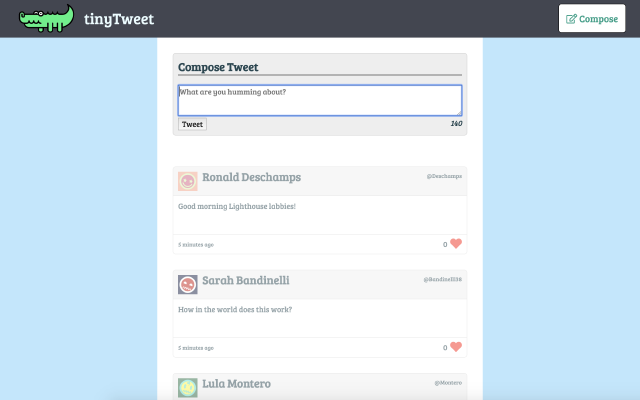 tinyTweet
Compose
Compose Tweet
What are you humming about?
Tweet
140
Ronald Deschamps
@Deschamps
Good morning Lighthouse labbies!
5 minutes ago
0
Sarah Bandinelli
@Bandinelli38
How in the world does this work?
5 minutes ago
0
Lula Montero
@Montero